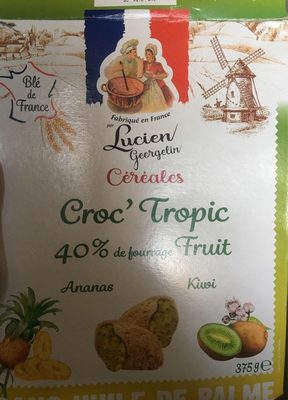 Blé
de
France
Fabriqué en France
par Lucien
Georgelin
Céréales
Croc' Tropic
40% de fourrage Fruit
Ananas Kiwi
375g e
SANS HUILE DE PALME